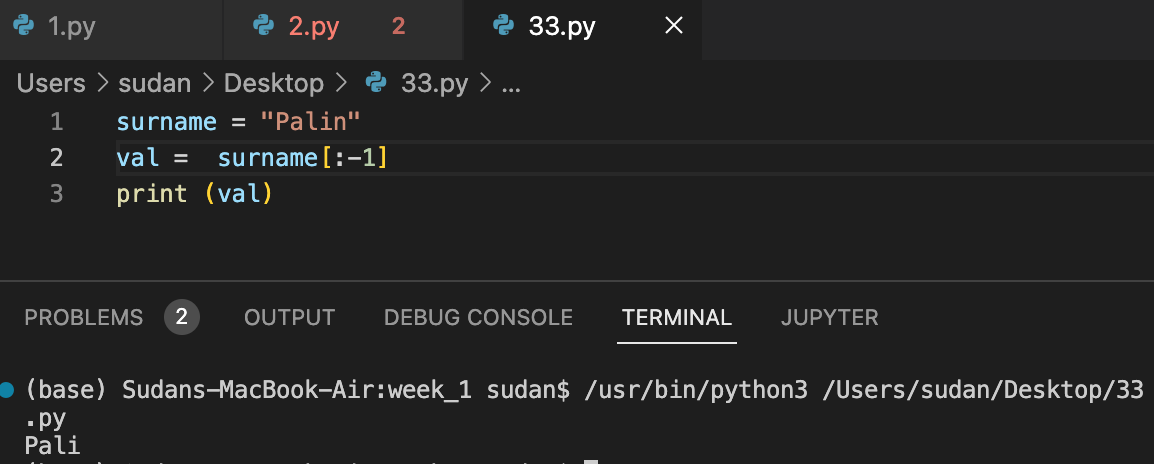 1.py 2.py 2 33.py
Users > sudan > Desktop > 33.py > ...
1 surname = "Palin"
2 val =  surname[:-1]
3 print (val)
PROBLEMS 2 OUTPUT DEBUG CONSOLE TERMINAL JUPYTER
(base) Sudans-MacBook-Air:week_1 sudan$ /usr/bin/python3 /Users/sudan/Desktop/33
.py
Pali